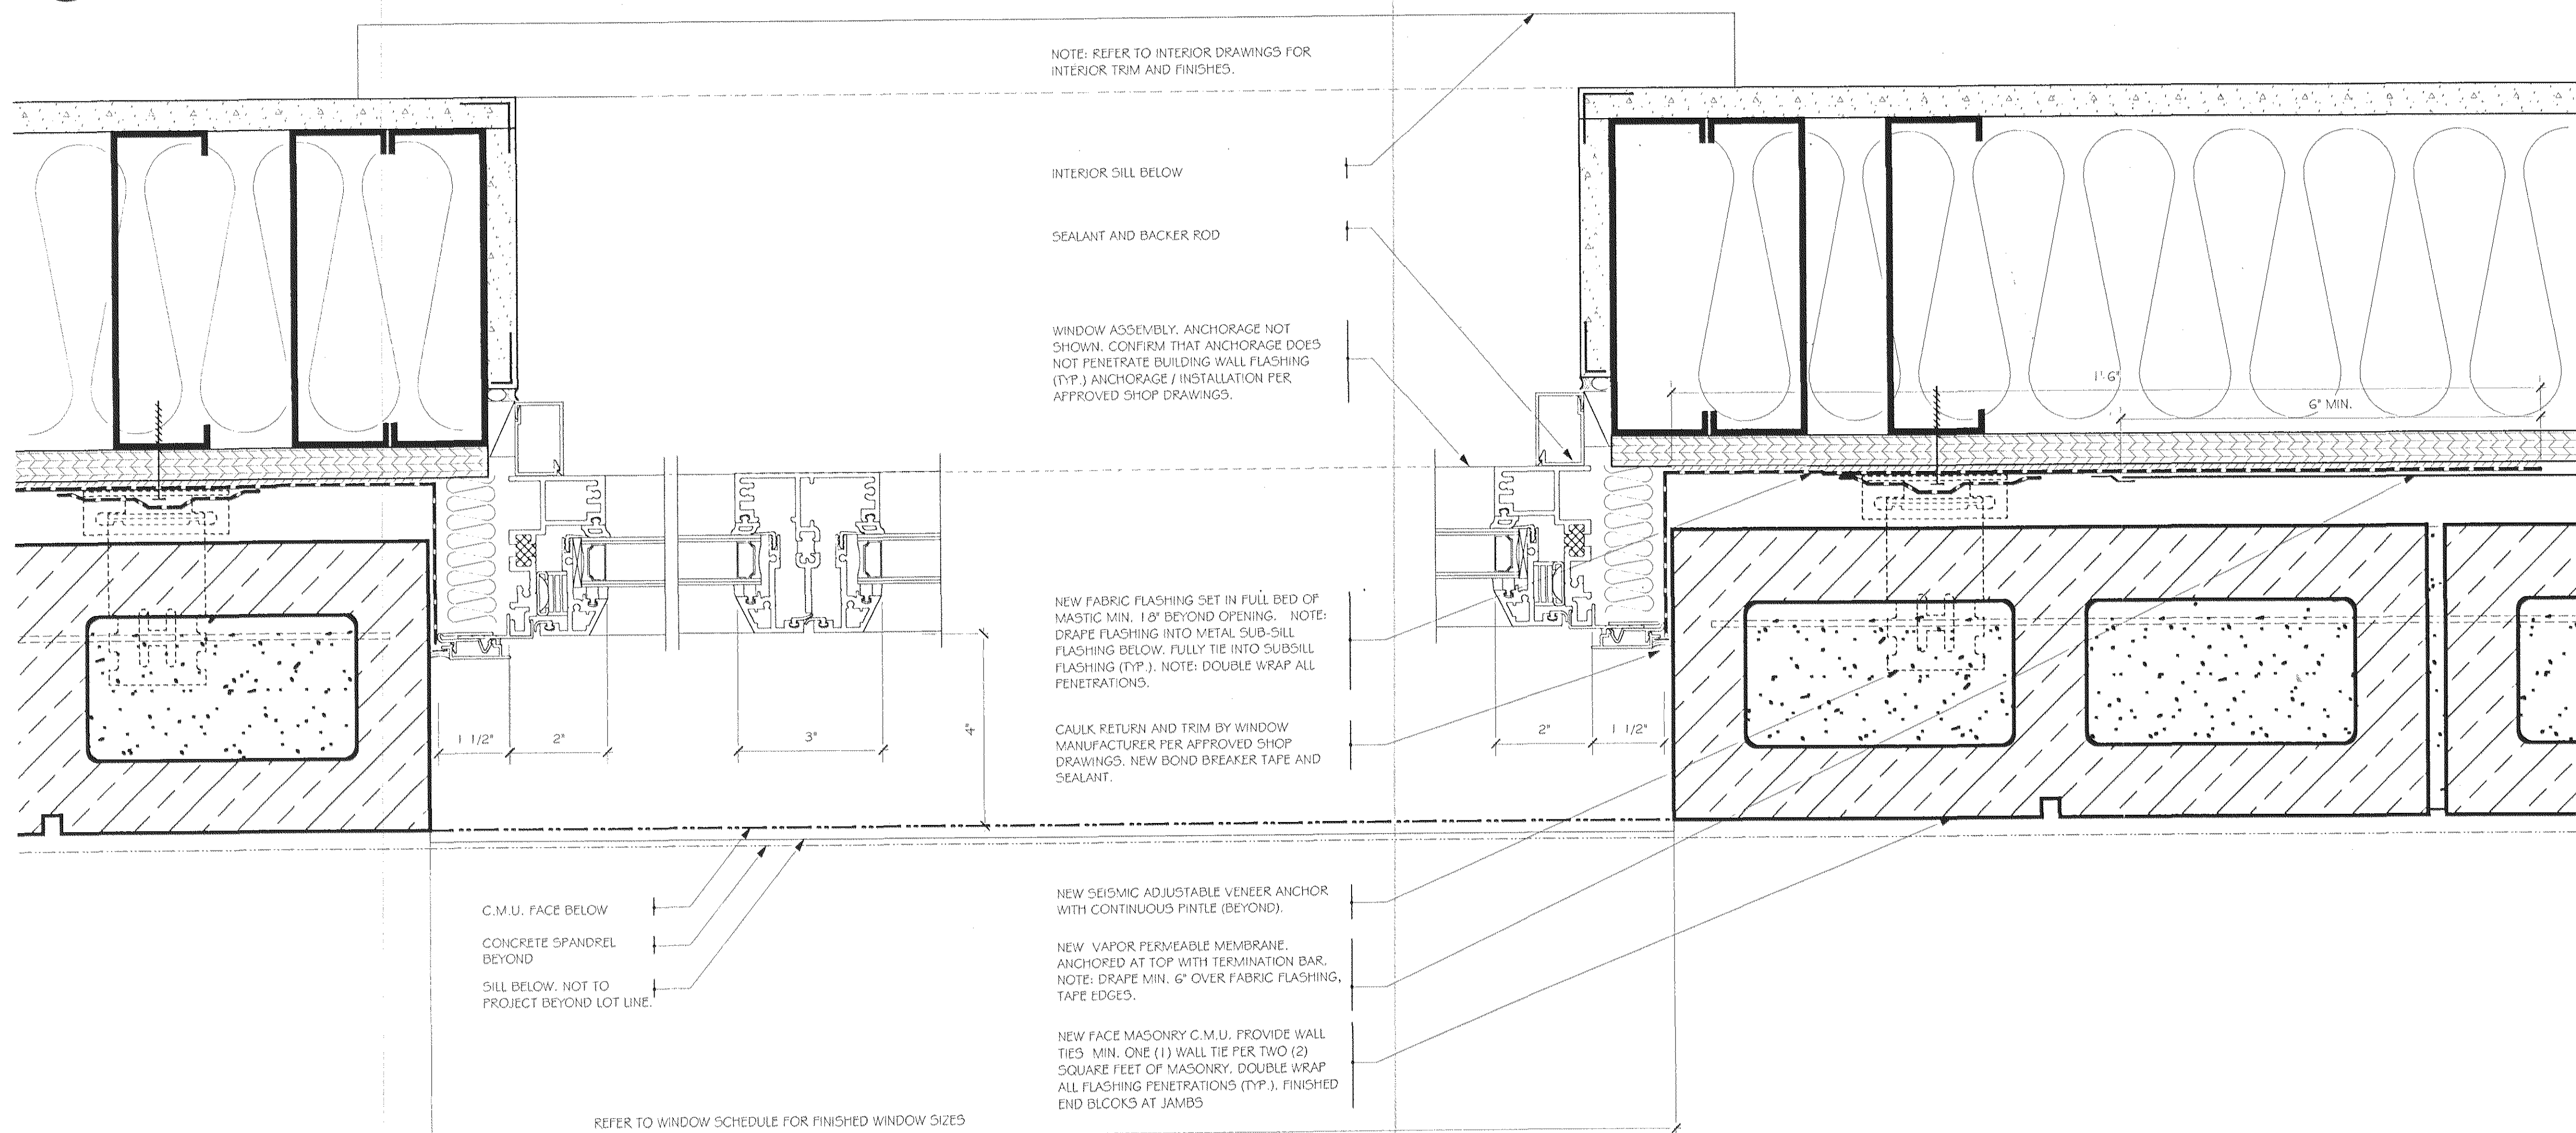 NOTE: REFER TO INTERIOR DRAWINGS FOR
INTERIOR TRIM AND FINISHES.
INTERIOR SILL BELOW
SEALANT AND BACKER ROD
WINDOW ASSEMBLY. ANCHORAGE NOT
SHOWN. CONFIRM THAT ANCHORAGE DOES
NOT PENETRATE BUILDING WALL FLASHING
(TYP.) ANCHORAGE / INSTALLATION PER
APPROVED SHOP DRAWINGS.
1'-6"
6" MIN.
NEW FABRIC FLASHING SET IN FULL BED OF
MASTIC MIN. 18" BEYOND OPENING. NOTE:
DRAPE FLASHING INTO METAL SUB-SILL
FLASHING BELOW. FULLY TIE INTO SUBSILL
FLASHING (TYP.). NOTE: DOUBLE WRAP ALL
PENETRATIONS.
1 1/2"
2"
3"
4"
CAULK RETURN AND TRIM BY WINDOW
MANUFACTURER PER APPROVED SHOP
DRAWINGS. NEW BOND BREAKER TAPE AND
SEALANT.
2"
1 1/2"
C.M.U. FACE BELOW
CONCRETE SPANDREL
BEYOND
SILL BELOW. NOT TO
PROJECT BEYOND LOT LINE.
NEW SEISMIC ADJUSTABLE VENEER ANCHOR
WITH CONTINUOUS PINTLE (BEYOND).
NEW VAPOR PERMEABLE MEMBRANE.
ANCHORED AT TOP WITH TERMINATION BAR.
NOTE: DRAPE MIN. 6" OVER FABRIC FLASHING,
TAPE EDGES.
NEW FACE MASONRY C.M.U. PROVIDE WALL
TIES MIN. ONE (1) WALL TIE PER TWO (2)
SQUARE FEET OF MASONRY. DOUBLE WRAP
ALL FLASHING PENETRATIONS (TYP.). FINISHED
END BLCOKS AT JAMBS
REFER TO WINDOW SCHEDULE FOR FINISHED WINDOW SIZES